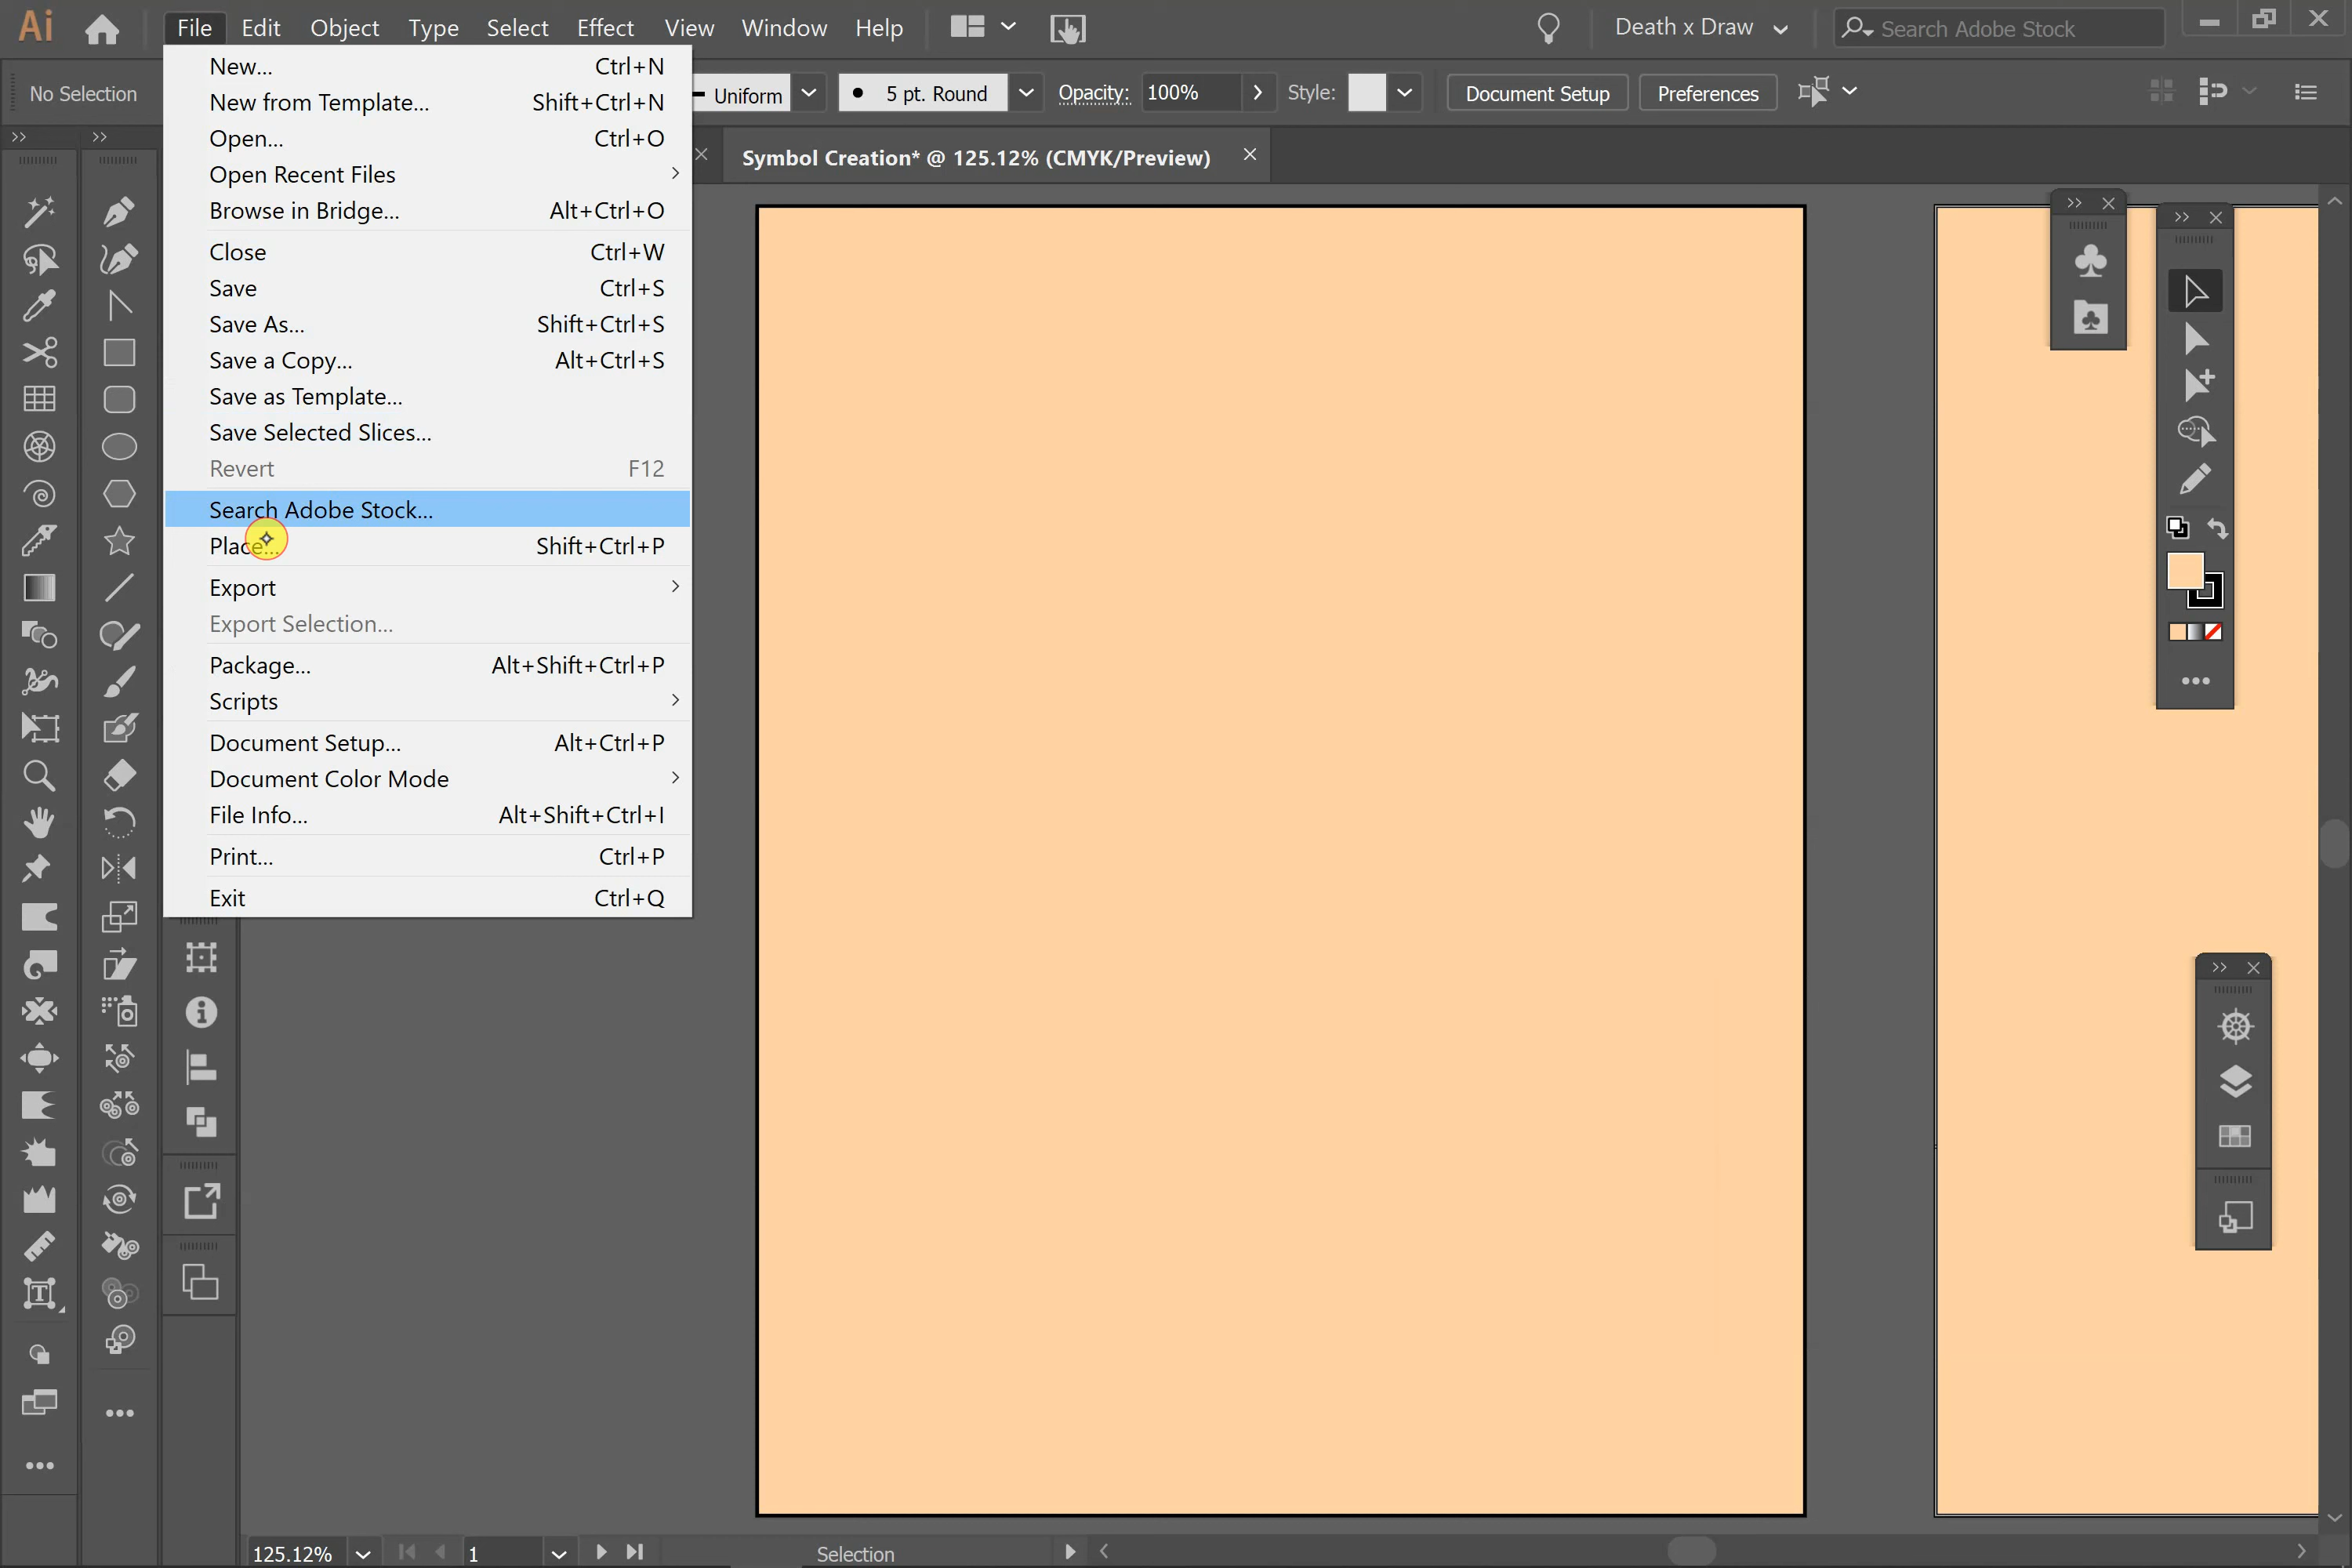 Ai File Edit Object Type Select Effect View Window Help Death x Draw Search Adobe Stock
No Selection Uniform 5 pt. Round Opacity: 100% Style: Document Setup Preferences
Symbol Creation* @ 125.12% (CMYK/Preview)
New... Ctrl+N
New from Template... Shift+Ctrl+N
Open... Ctrl+O
Open Recent Files
Browse in Bridge... Alt+Ctrl+O
Close Ctrl+W
Save Ctrl+S
Save As... Shift+Ctrl+S
Save a Copy... Alt+Ctrl+S
Save as Template...
Save Selected Slices...
Revert F12
Search Adobe Stock...
Place... Shift+Ctrl+P
Export
Export Selection...
Package... Alt+Shift+Ctrl+P
Scripts
Document Setup... Alt+Ctrl+P
Document Color Mode
File Info... Alt+Shift+Ctrl+I
Print... Ctrl+P
Exit Ctrl+Q
125.12% 1 Selection